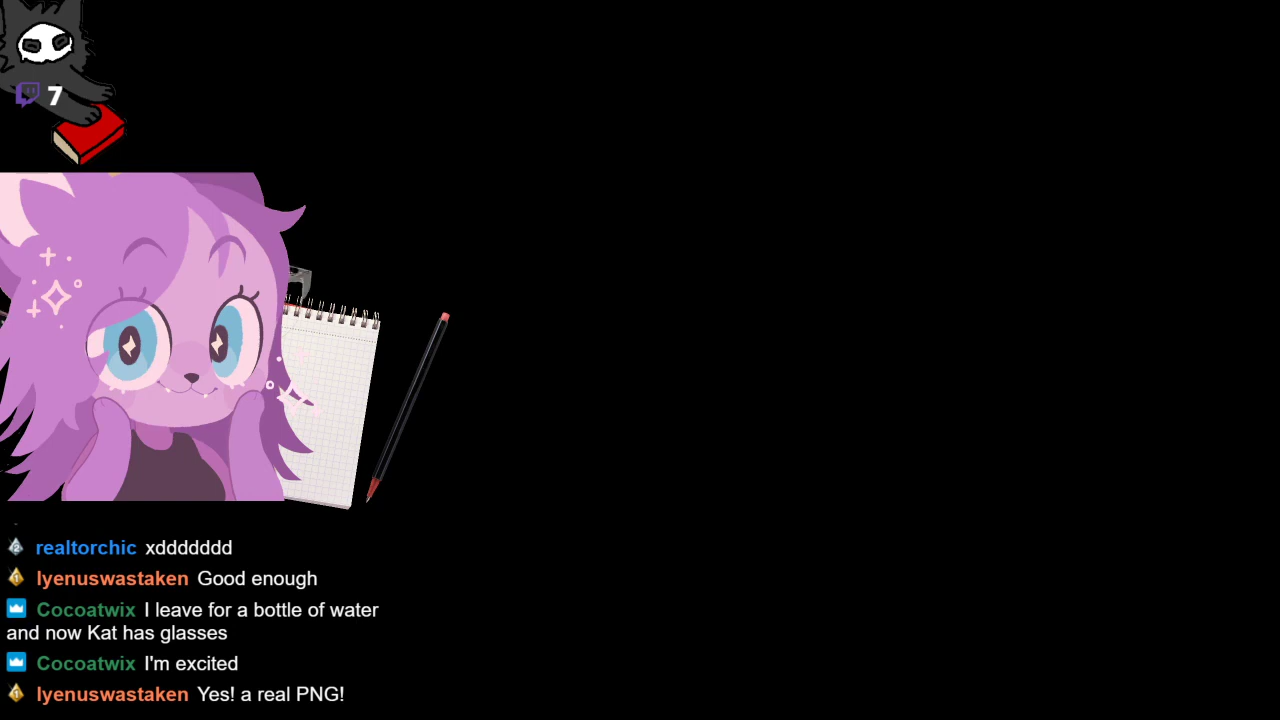 7
realtorchic xddddddd
lyenuswastaken Good enough
Cocoatwix I leave for a bottle of water
and now Kat has glasses
Cocoatwix I'm excited
lyenuswastaken Yes! a real PNG!